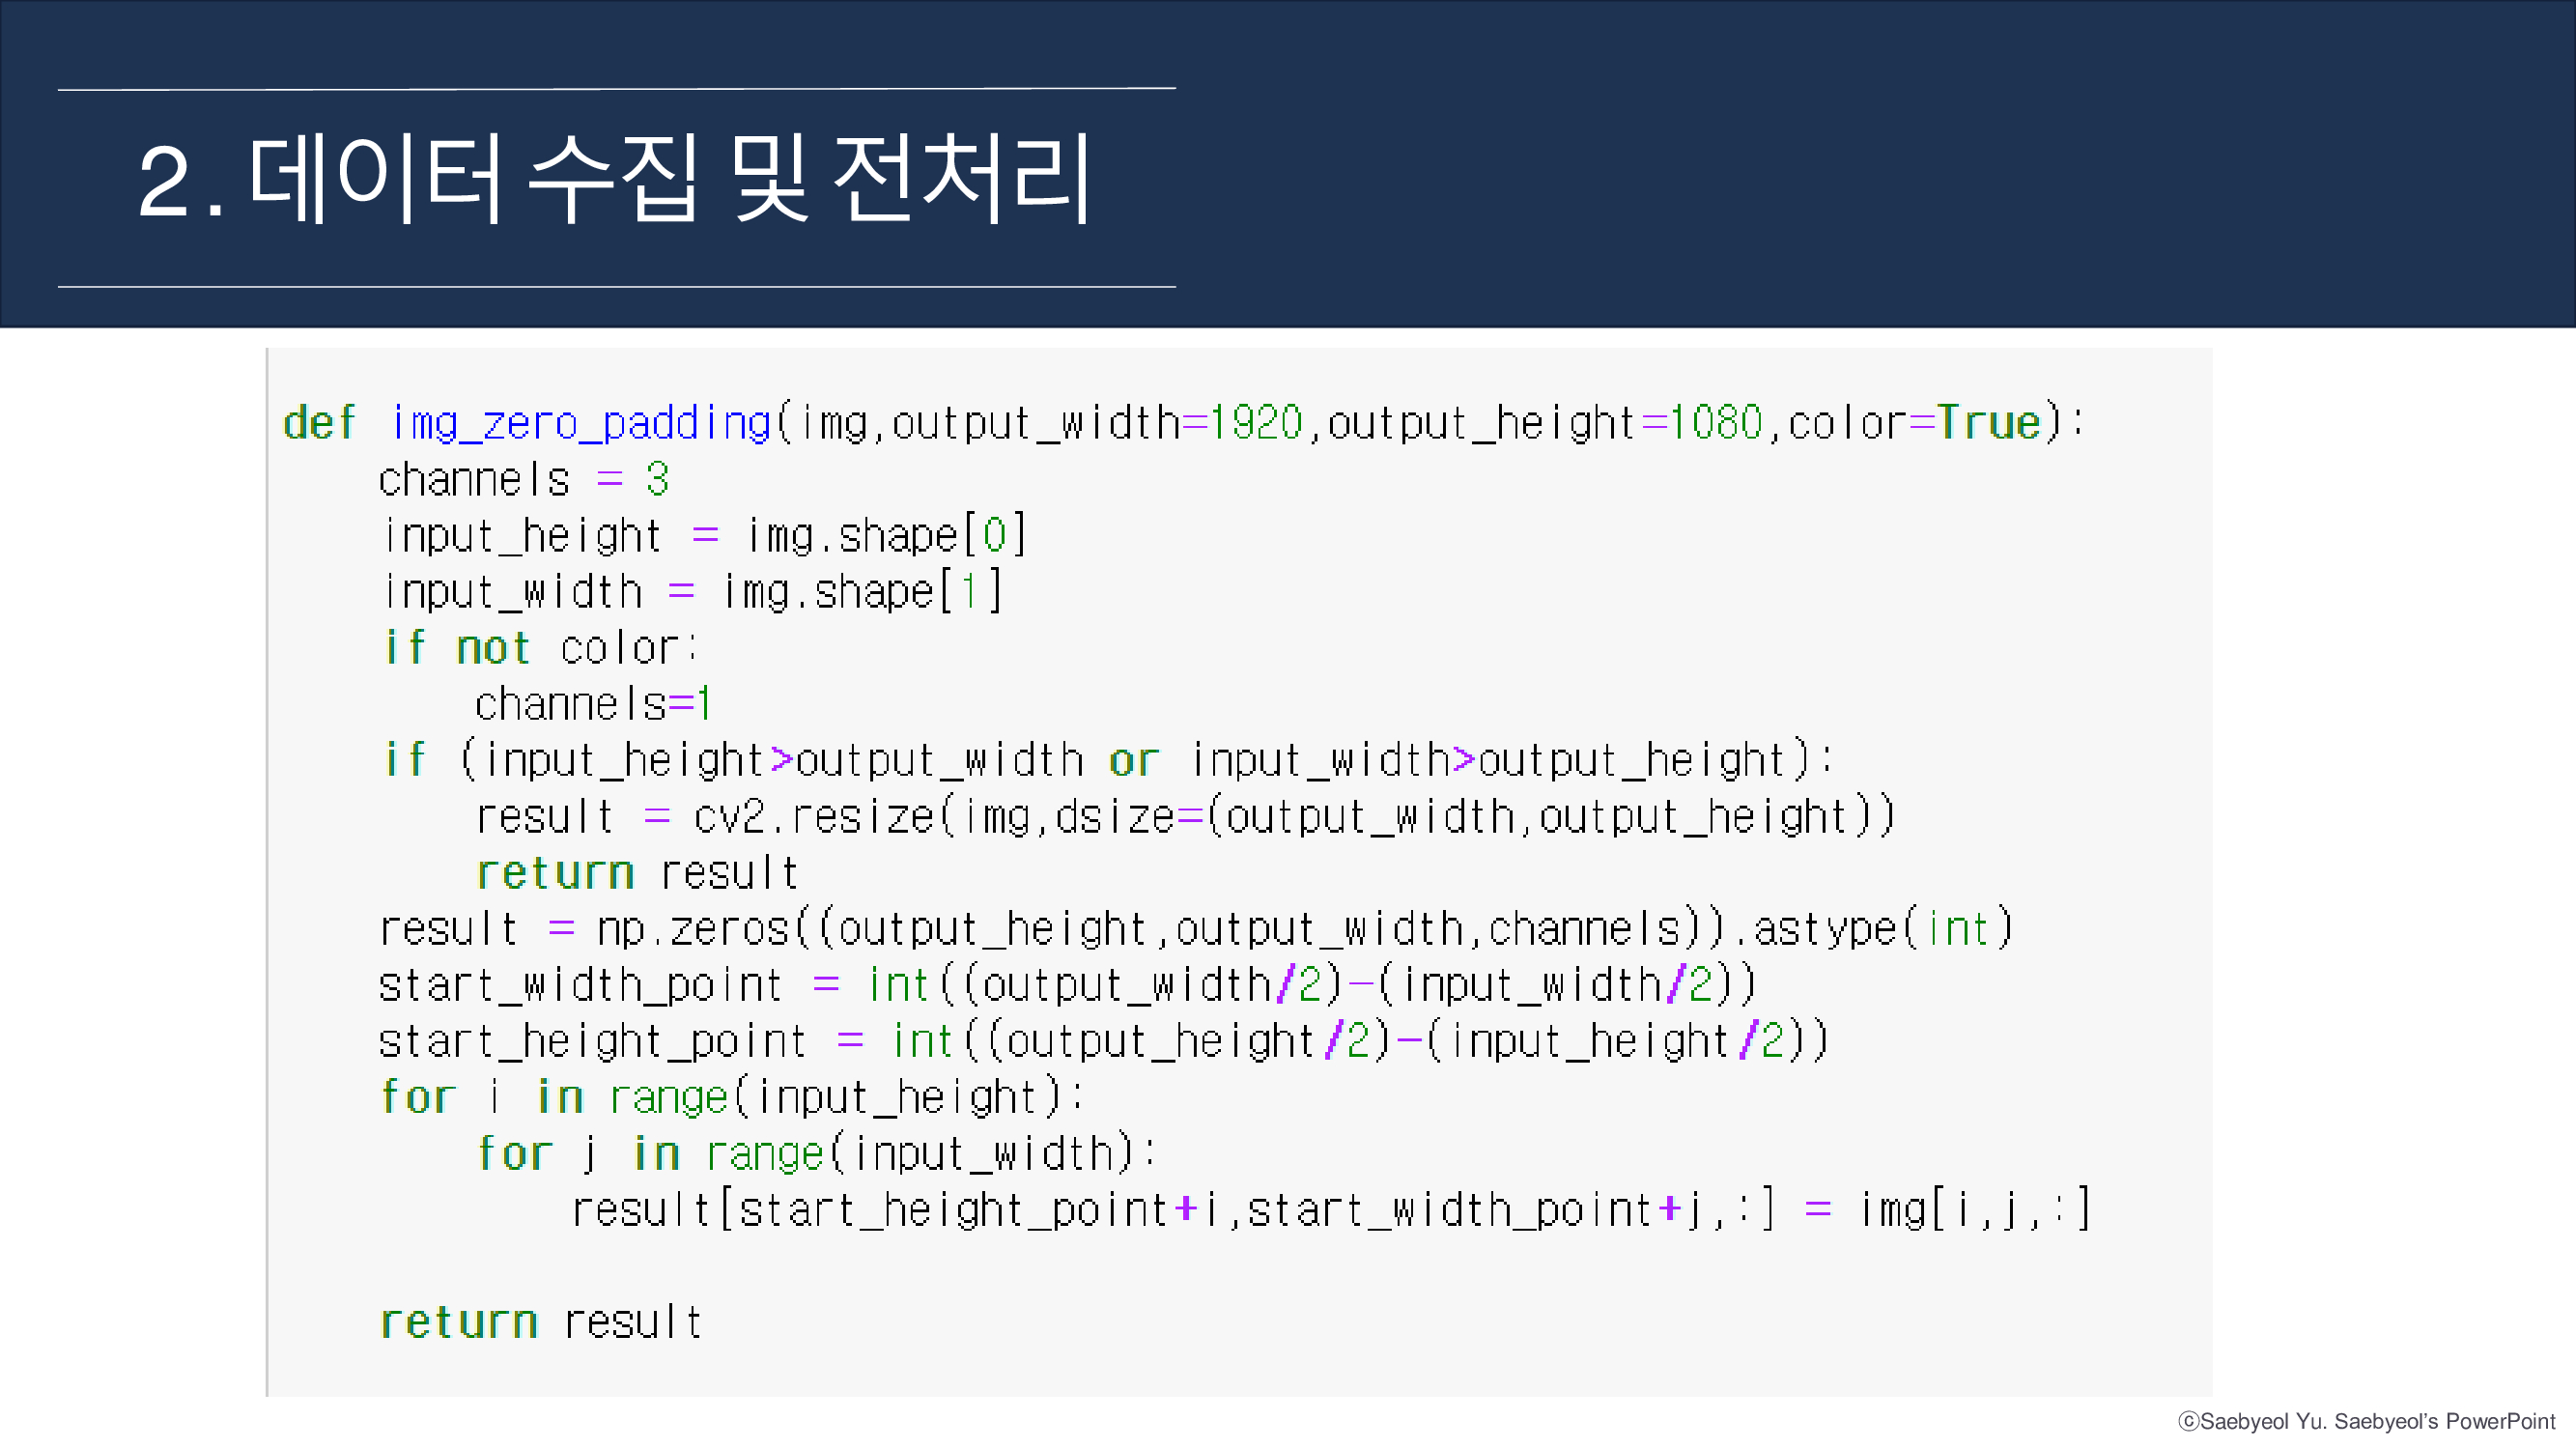 2. 데이터 수집 및 전처리
def img_zero_padding(img,output_width=1920,output_height=1080,color=True):
    channels = 3
    input_height = img.shape[0]
    input_width = img.shape[1]
    if not color:
        channels=1
    if (input_height>output_width or input_width>output_height):
        result = cv2.resize(img,dsize=(output_width,output_height))
        return result
    result = np.zeros((output_height,output_width,channels)).astype(int)
    start_width_point = int((output_width/2)-(input_width/2))
    start_height_point = int((output_height/2)-(input_height/2))
    for i in range(input_height):
        for j in range(input_width):
            result[start_height_point+i,start_width_point+j,:] = img[i,j,:]
    return result
ⓒSaebyeol Yu. Saebyeol’s PowerPoint